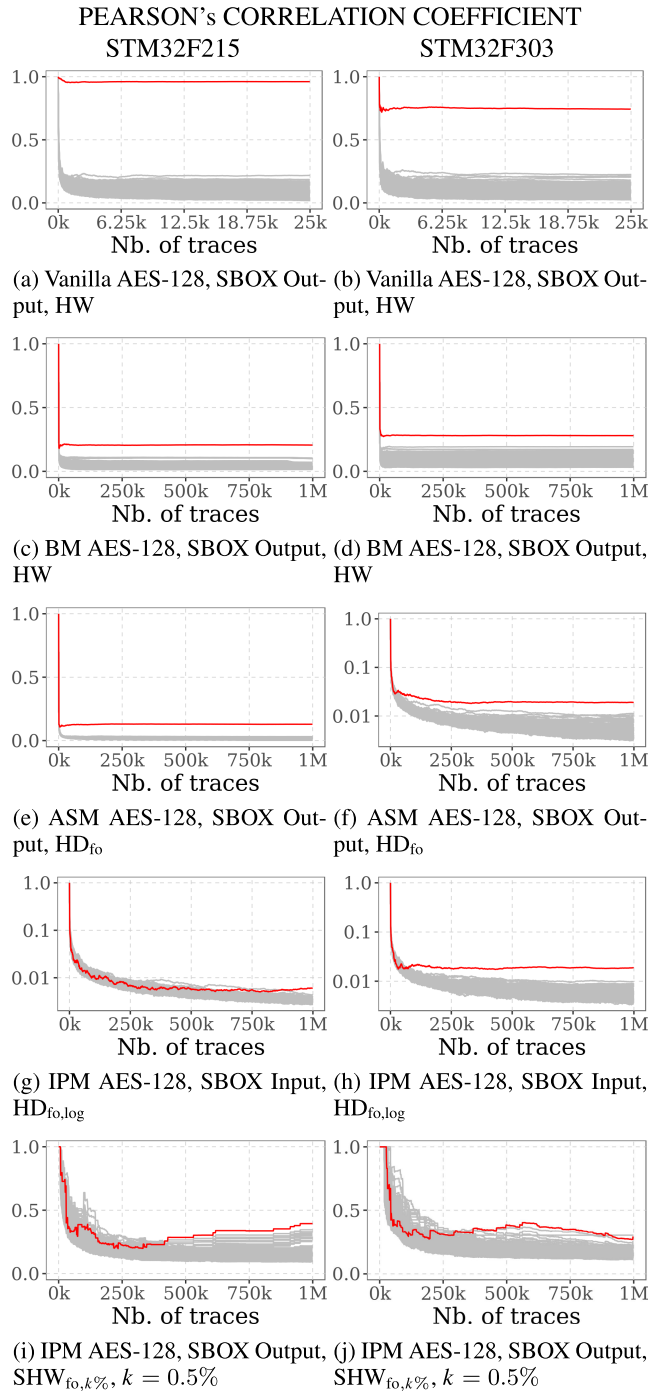 PEARSON's CORRELATION COEFFICIENT
STM32F215 STM32F303
1.0
0.5
0.0
0k 6.25k 12.5k 18.75k 25k
Nb. of traces
1.0
0.5
0.0
0k 6.25k 12.5k 18.75k 25k
Nb. of traces
(a) Vanilla AES-128, SBOX Out-
put, HW
(b) Vanilla AES-128, SBOX Out-
put, HW
1.0
0.5
0.0
0k 250k 500k 750k 1M
Nb. of traces
1.0
0.5
0.0
0k 250k 500k 750k 1M
Nb. of traces
(c) BM AES-128, SBOX Output,
HW
(d) BM AES-128, SBOX Output,
HW
1.0
0.5
0.0
0k 250k 500k 750k 1M
Nb. of traces
1.0
0.1
0.01
0k 250k 500k 750k 1M
Nb. of traces
(e) ASM AES-128, SBOX Out-
put, HD_fo
(f) ASM AES-128, SBOX Out-
put, HD_fo
1.0
0.1
0.01
0k 250k 500k 750k 1M
Nb. of traces
1.0
0.1
0.01
0k 250k 500k 750k 1M
Nb. of traces
(g) IPM AES-128, SBOX Input,
HD_fo,log
(h) IPM AES-128, SBOX Input,
HD_fo,log
1.0
0.5
0.0
0k 250k 500k 750k 1M
Nb. of traces
1.0
0.5
0.0
0k 250k 500k 750k 1M
Nb. of traces
(i) IPM AES-128, SBOX Output,
SHW_fo,k%, k = 0.5%
(j) IPM AES-128, SBOX Output,
SHW_fo,k%, k = 0.5%